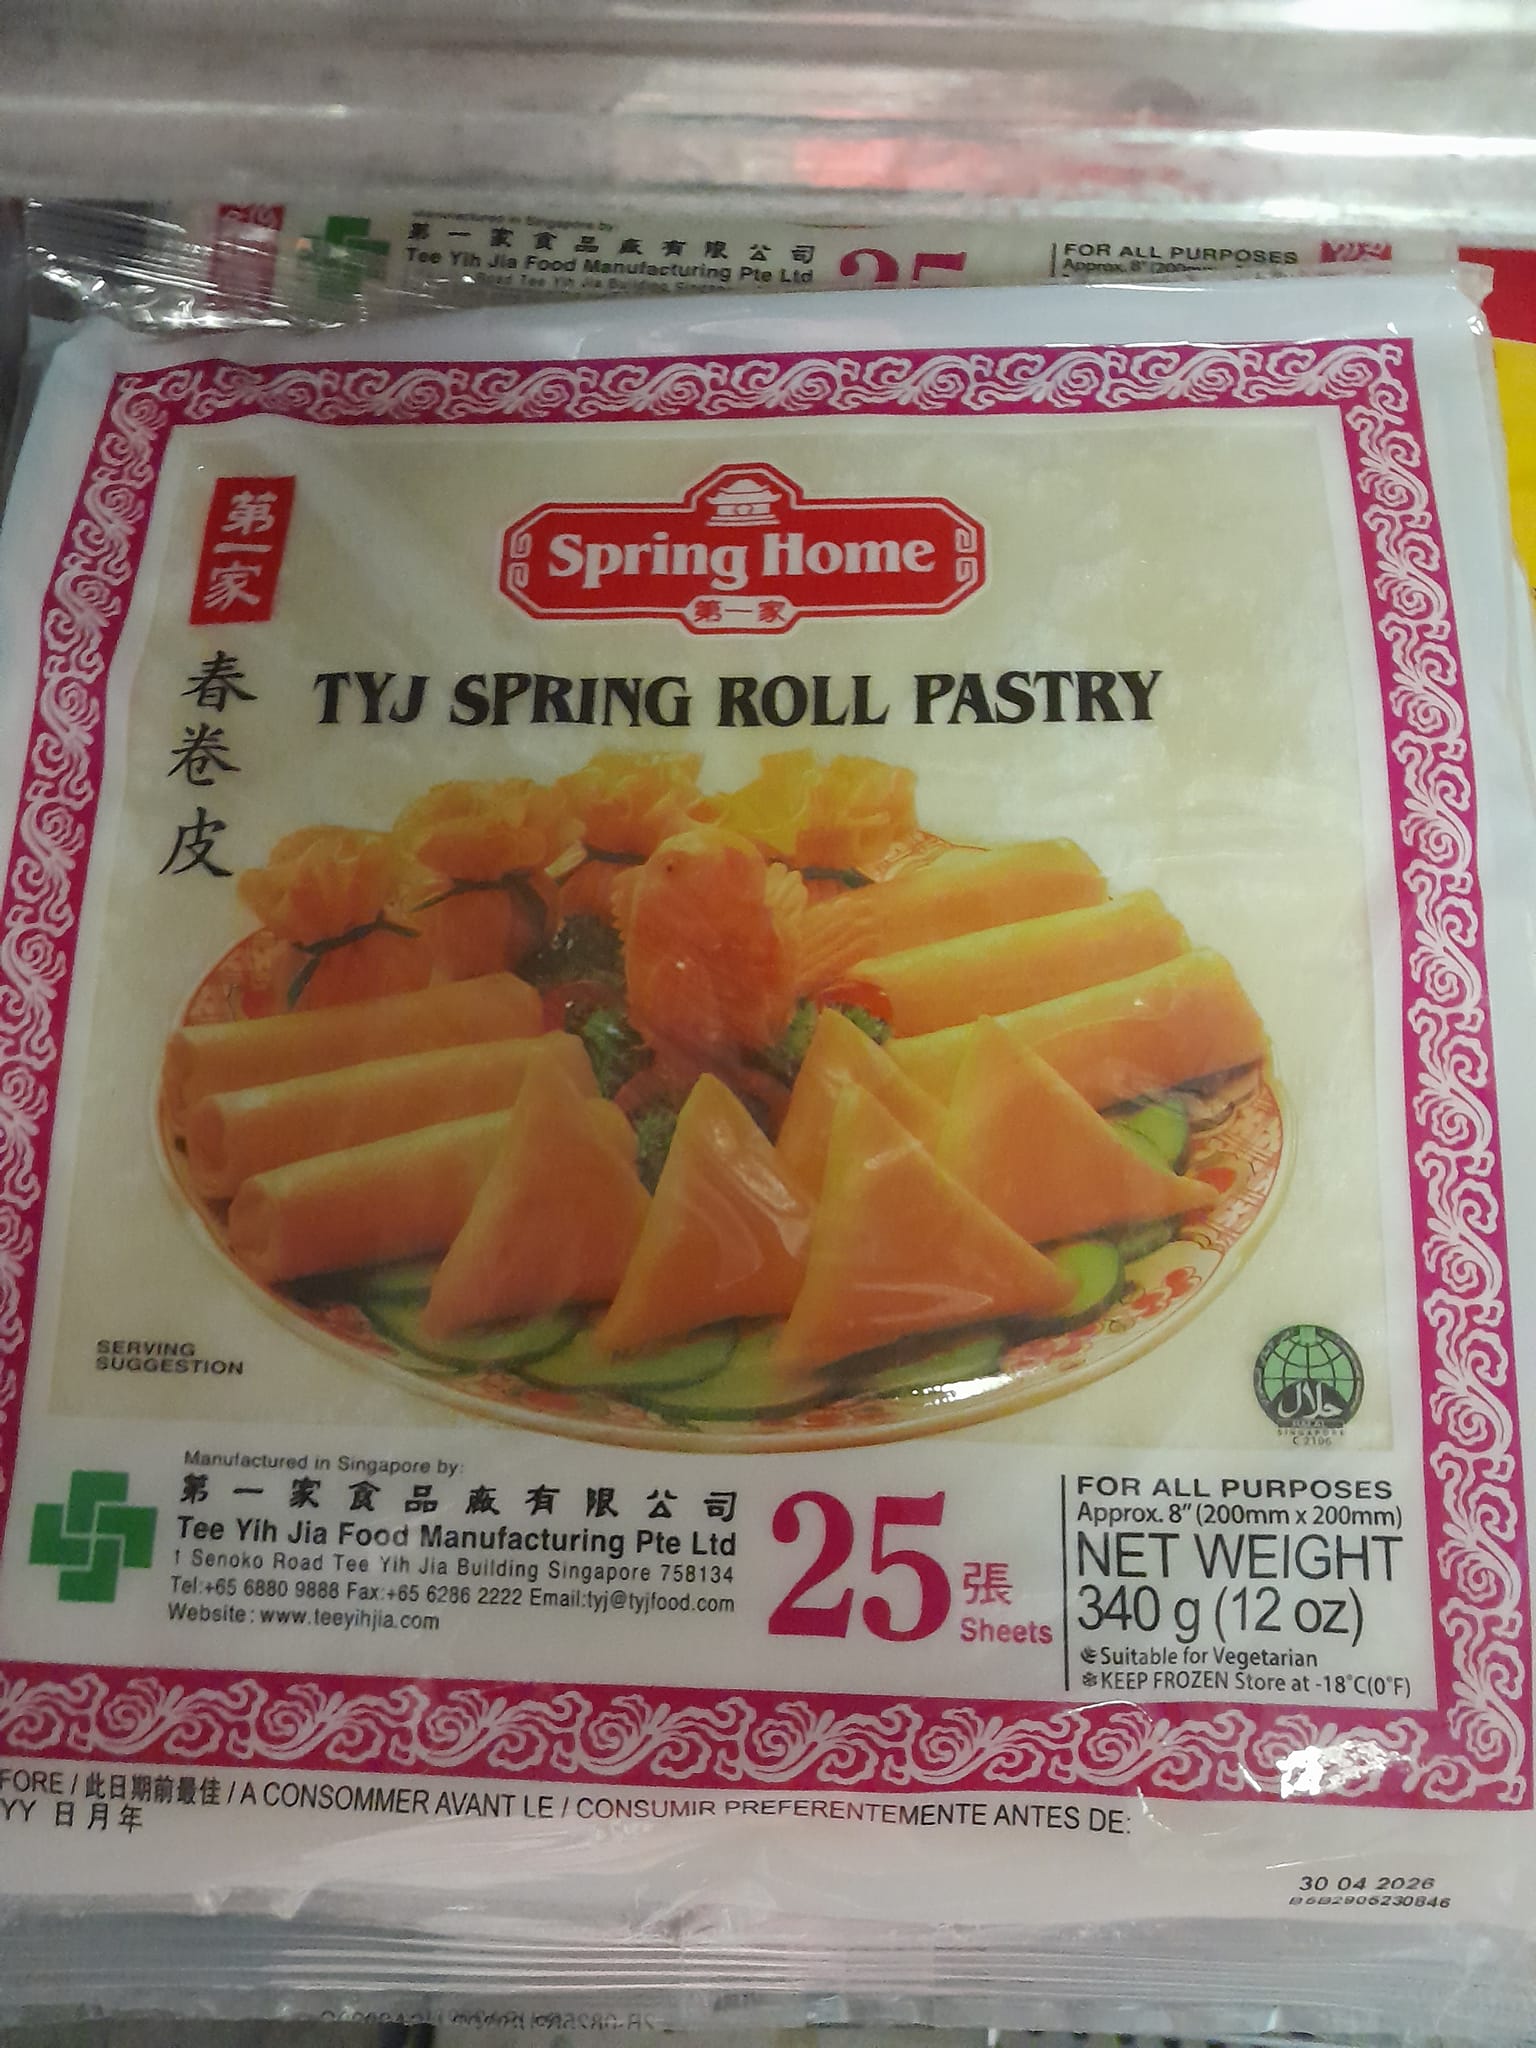 Manufactured in Singapore by:
第一家食品廠有限公司
Tee Yih Jia Food Manufacturing Pte Ltd
25
FOR ALL PURPOSES
Approx. 8"
第一家
Spring Home
第一家
春卷皮
TYJ SPRING ROLL PASTRY
SERVING
SUGGESTION
حلال
SINGAPORE
Manufactured in Singapore by:
第一家食品廠有限公司
Tee Yih Jia Food Manufacturing Pte Ltd
1 Senoko Road Tee Yih Jia Building Singapore 758134
Tel:+65 6880 9888 Fax:+65 6286 2222 Email:tyj@tyjfood.com
Website: www.teeyihjia.com
25 張
Sheets
FOR ALL PURPOSES
Approx. 8" (200mm x 200mm)
NET WEIGHT
340 g (12 oz)
Suitable for Vegetarian
KEEP FROZEN Store at -18°C(0°F)
FORE / 此日期前最佳 / A CONSOMMER AVANT LE / CONSUMIR PREFERENTEMENTE ANTES DE:
YY 日月年
30 04 2026